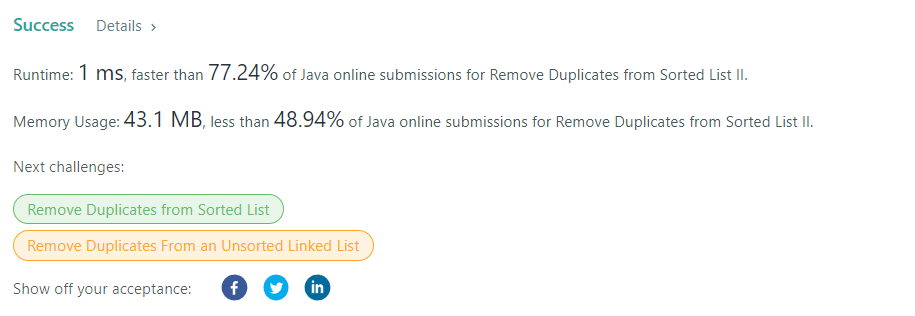 Success Details >
Runtime: 1 ms, faster than 77.24% of Java online submissions for Remove Duplicates from Sorted List II.
Memory Usage: 43.1 MB, less than 48.94% of Java online submissions for Remove Duplicates from Sorted List II.
Next challenges:
Remove Duplicates from Sorted List
Remove Duplicates From an Unsorted Linked List
Show off your acceptance: f in